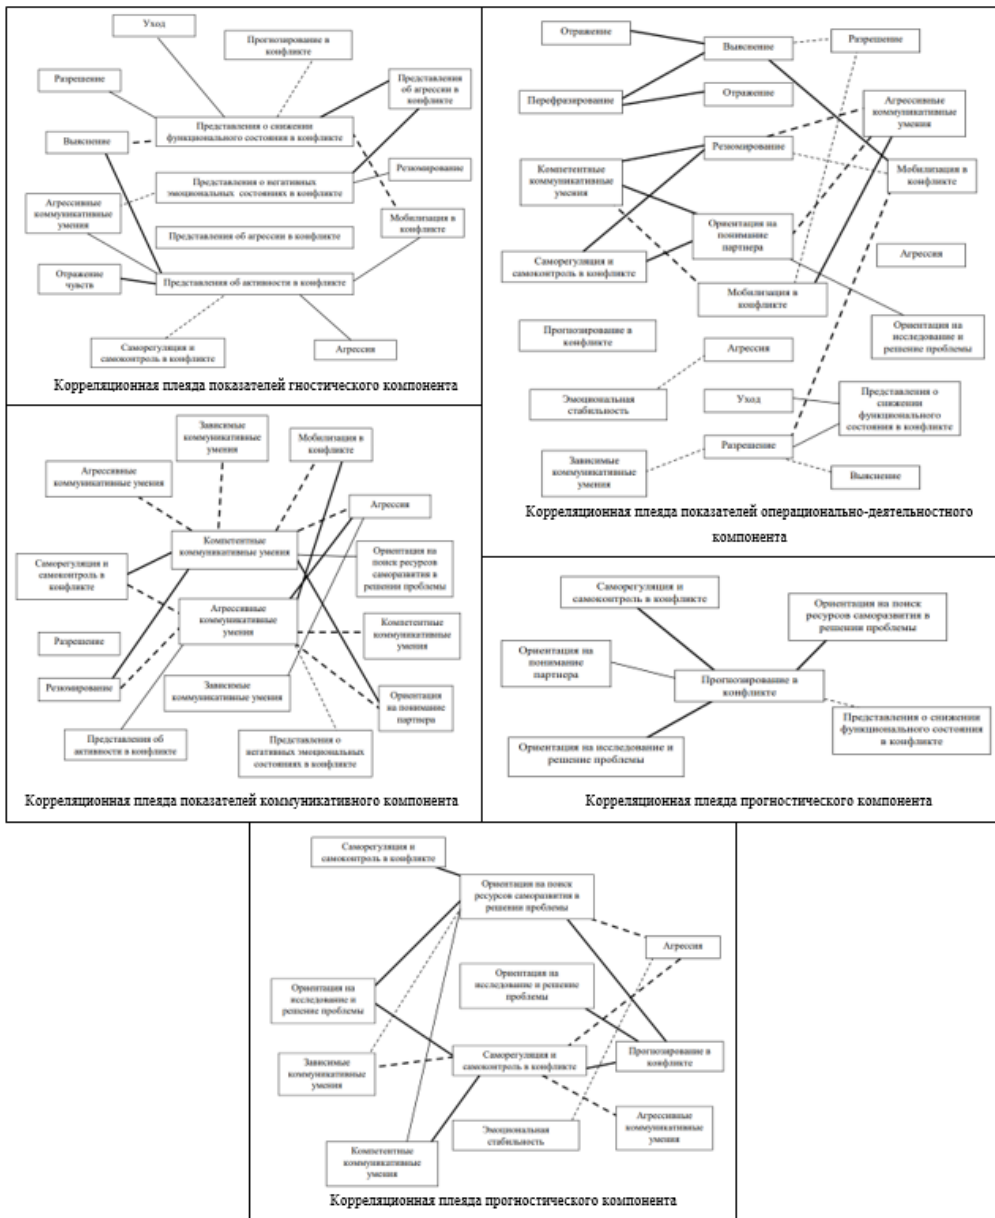 Уход
Прогнозирование в
конфликте
Разрешение
Представления
об агрессии в
конфликте
Представления о снижении
функционального состояния в конфликте
Выяснение
Резюмирование
Представления о негативных
эмоциональных состояниях в конфликте
Агрессивные
коммуникативные
умения
Мобилизация в
конфликте
Представления об агрессии в конфликте
Отражение
чувств
Представления об активности в конфликте
Саморегуляция и
самоконтроль в конфликте
Агрессия
Корреляционная плеяда показателей гностического компонента
Отражение
Выяснение
Разрешение
Перефразирование
Отражение
Агрессивные
коммуникативные
умения
Резюмирование
Компетентные
коммуникативные
умения
Мобилизация в
конфликте
Ориентация на
понимание
партнера
Саморегуляция и
самоконтроль в конфликте
Агрессия
Мобилизация в
конфликте
Прогнозирование в
конфликте
Ориентация на
исследование и
решение проблемы
Агрессия
Эмоциональная
стабильность
Уход
Представления о
снижении
функционального
состояния в конфликте
Разрешение
Зависимые
коммуникативные
умения
Выяснение
Корреляционная плеяда показателей операционально-деятельностного
компонента
Зависимые
коммуникативные
умения
Мобилизация в
конфликте
Агрессивные
коммуникативные умения
Агрессия
Компетентные
коммуникативные умения
Саморегуляция и
самоконтроль в
конфликте
Ориентация на
поиск ресурсов
саморазвития в
решении проблемы
Агрессивные
коммуникативные
умения
Компетентные
коммуникативные
умения
Разрешение
Резюмирование
Зависимые
коммуникативные умения
Ориентация
на понимание
партнера
Представления об
активности в конфликте
Представления о
негативных эмоциональных
состояниях в конфликте
Корреляционная плеяда показателей коммуникативного компонента
Саморегуляция и
самоконтроль в конфликте
Ориентация на поиск
ресурсов саморазвития в
решении проблемы
Ориентация на
понимание
партнера
Прогнозирование в
конфликте
Представления о снижении
функционального состояния
в конфликте
Ориентация на исследование и
решение проблемы
Корреляционная плеяда прогностического компонента
Саморегуляция и
самоконтроль в конфликте
Ориентация на поиск
ресурсов саморазвития в
решении проблемы
Агрессия
Ориентация на
исследование и решение
проблемы
Ориентация
на исследование и
решение проблемы
Саморегуляция и
самоконтроль в конфликте
Прогнозирование в
конфликте
Зависимые
коммуникативные
умения
Эмоциональная
стабильность
Агрессивные
коммуникативные
умения
Компетентные
коммуникативные
умения
Корреляционная плеяда прогностического компонента